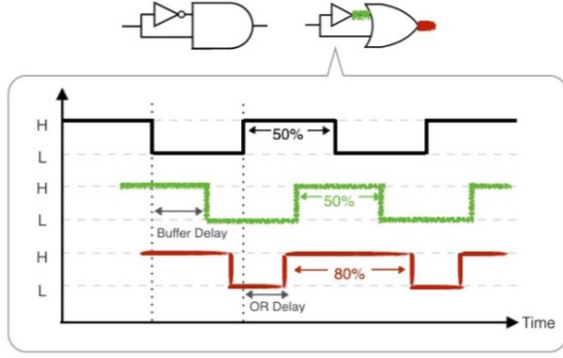 H
50%
L
H
50%
L
Buffer Delay
H
80%
L
OR Delay
Time